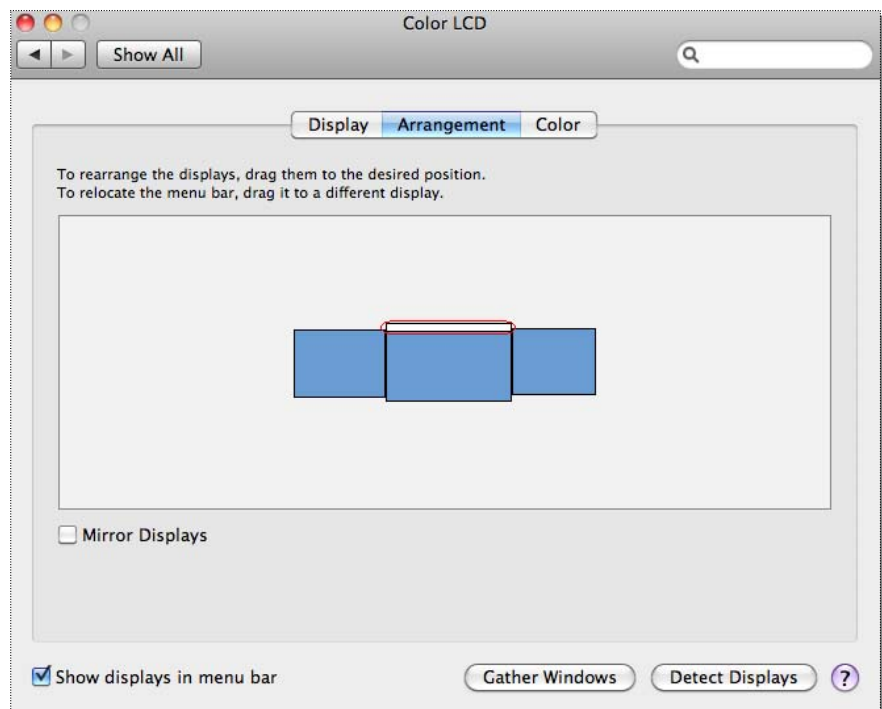 Color LCD
Show All
Display Arrangement Color
To rearrange the displays, drag them to the desired position.
To relocate the menu bar, drag it to a different display.
Mirror Displays
Show displays in menu bar
Gather Windows
Detect Displays
?